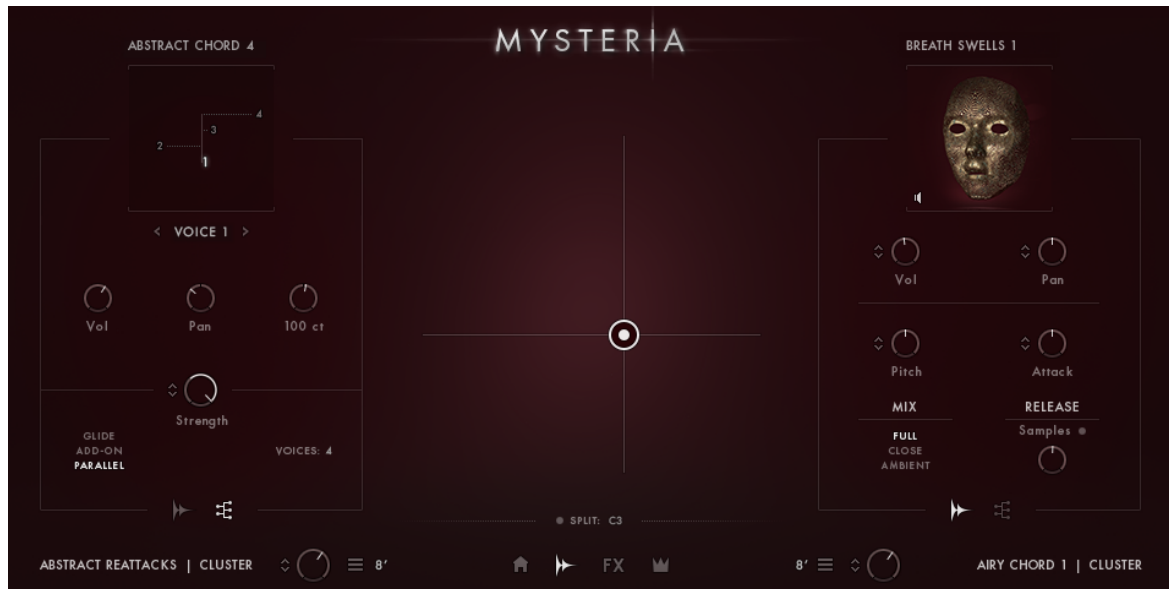 MYSTERIA
ABSTRACT CHORD 4
4
3
2
1
< VOICE 1 >
Vol
Pan
100 ct
Strength
GLIDE
ADD-ON
PARALLEL
VOICES: 4
BREATH SWELLS 1
Vol
Pan
Pitch
Attack
MIX
RELEASE
FULL
CLOSE
AMBIENT
Samples
SPLIT: C3
ABSTRACT REATTACKS | CLUSTER
8'
FX
8'
AIRY CHORD 1 | CLUSTER